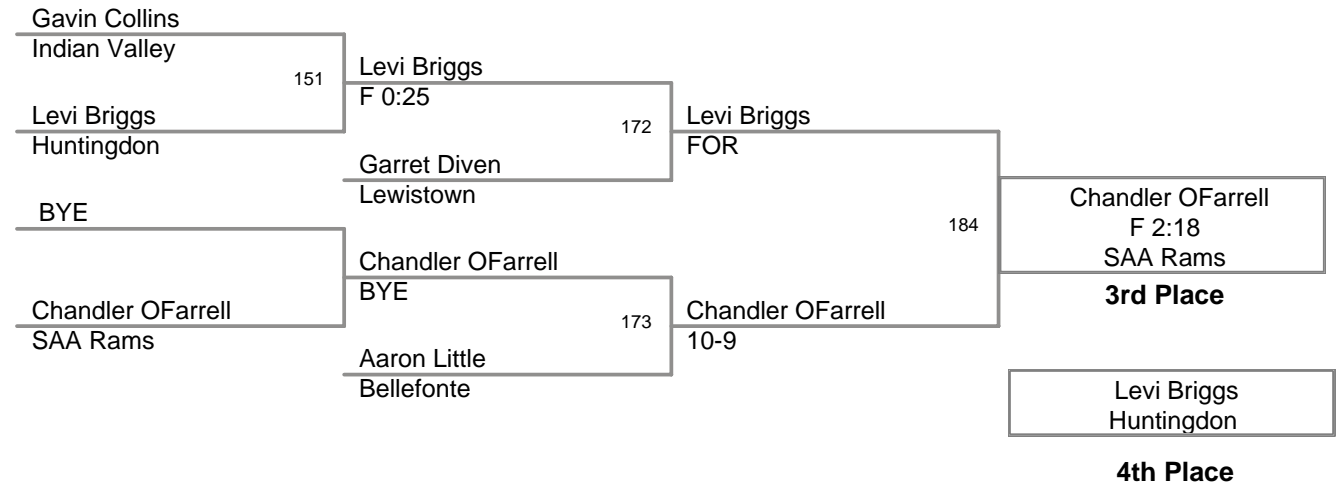 Gavin Collins
Indian Valley
151
Levi Briggs
F 0:25
Levi Briggs
Huntingdon
172
Levi Briggs
FOR
Garret Diven
Lewistown
BYE
184
Chandler OFarrell
F 2:18
SAA Rams
3rd Place
Chandler OFarrell
BYE
Chandler OFarrell
SAA Rams
173
Chandler OFarrell
10-9
Aaron Little
Bellefonte
Levi Briggs
Huntingdon
4th Place